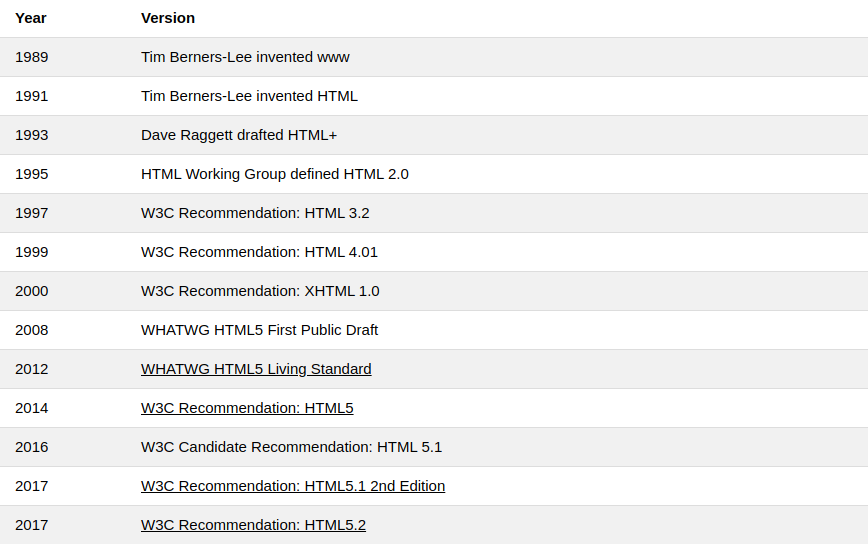 Year Version
1989 Tim Berners-Lee invented www
1991 Tim Berners-Lee invented HTML
1993 Dave Raggett drafted HTML+
1995 HTML Working Group defined HTML 2.0
1997 W3C Recommendation: HTML 3.2
1999 W3C Recommendation: HTML 4.01
2000 W3C Recommendation: XHTML 1.0
2008 WHATWG HTML5 First Public Draft
2012 WHATWG HTML5 Living Standard
2014 W3C Recommendation: HTML5
2016 W3C Candidate Recommendation: HTML 5.1
2017 W3C Recommendation: HTML5.1 2nd Edition
2017 W3C Recommendation: HTML5.2